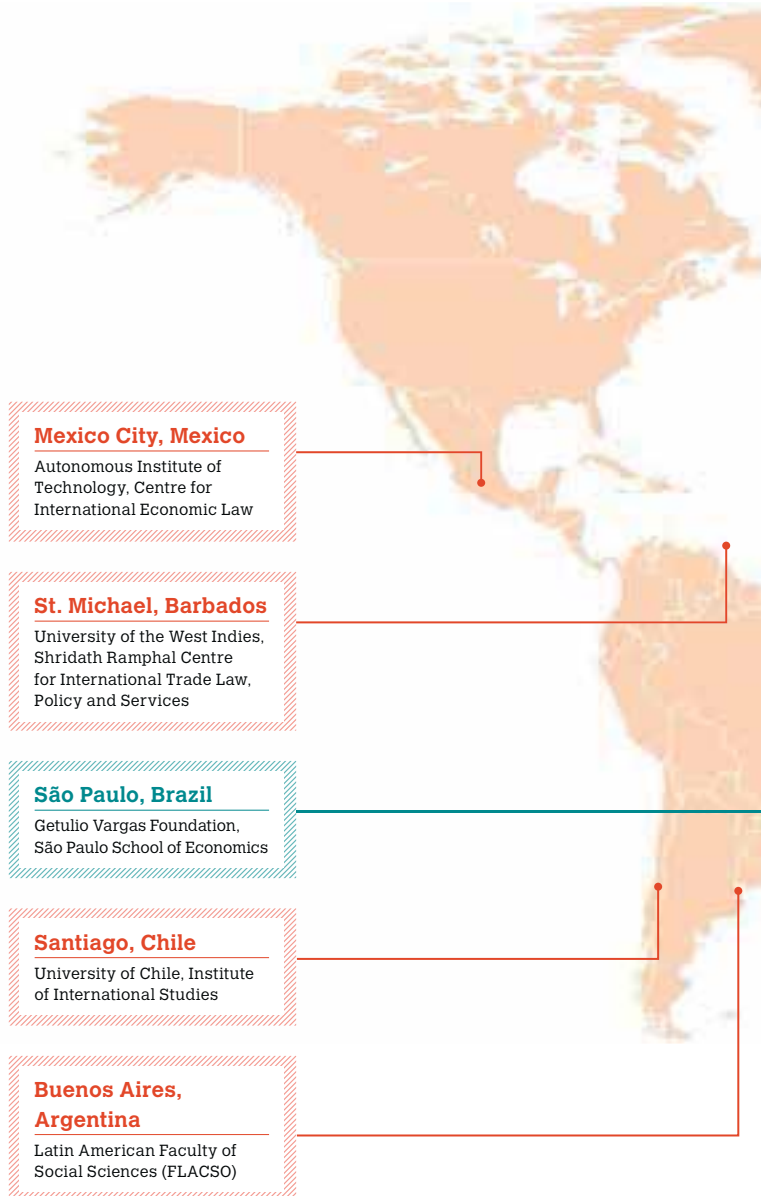 Mexico City, Mexico
Autonomous Institute of
Technology, Centre for
International Economic Law
St. Michael, Barbados
University of the West Indies,
Shridath Ramphal Centre
for International Trade Law,
Policy and Services
São Paulo, Brazil
Getulio Vargas Foundation,
São Paulo School of Economics
Santiago, Chile
University of Chile, Institute
of International Studies
Buenos Aires,
Argentina
Latin American Faculty of
Social Sciences (FLACSO)